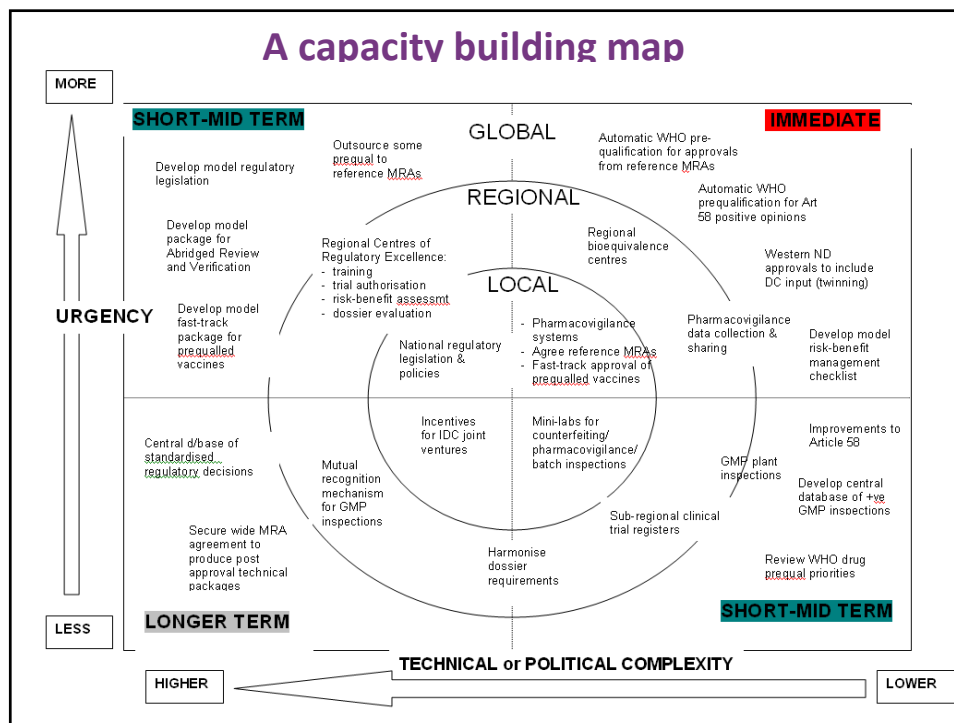 A capacity building map
MORE
SHORT-MID TERM
GLOBAL
IMMEDIATE
Outsource some
prequal to
reference MRAs
Automatic WHO pre-
qualification for approvals
from reference MRAs
Develop model regulatory
legislation
REGIONAL
Automatic WHO
prequalification for Art
58 positive opinions
Develop model
package for
Abridged Review
and Verification
Regional Centres of
Regulatory Excellence:
- training
- trial authorisation
- risk-benefit assessmt
- dossier evaluation
Regional
bioequivalence
centres
Western ND
approvals to include
DC input (twinning)
LOCAL
URGENCY
Develop model
fast-track
package for
prequalled
vaccines
National regulatory
legislation &
policies
- Pharmacovigilance
systems
- Agree reference MRAs
- Fast-track approval of
prequalled vaccines
Pharmacovigilance
data collection &
sharing
Develop model
risk-benefit
management
checklist
Incentives
for IDC joint
ventures
Mini-labs for
counterfeiting/
pharmacovigilance/
batch inspections
Improvements to
Article 58
Central d/base of
standardised
regulatory decisions
Mutual
recognition
mechanism
for GMP
inspections
GMP plant
inspections
Develop central
database of +ve
GMP inspections
Sub-regional clinical
trial registers
Secure wide MRA
agreement to
produce post
approval technical
packages
Harmonise
dossier
requirements
Review WHO drug
prequal priorities
LESS
LONGER TERM
SHORT-MID TERM
TECHNICAL or POLITICAL COMPLEXITY
HIGHER
LOWER